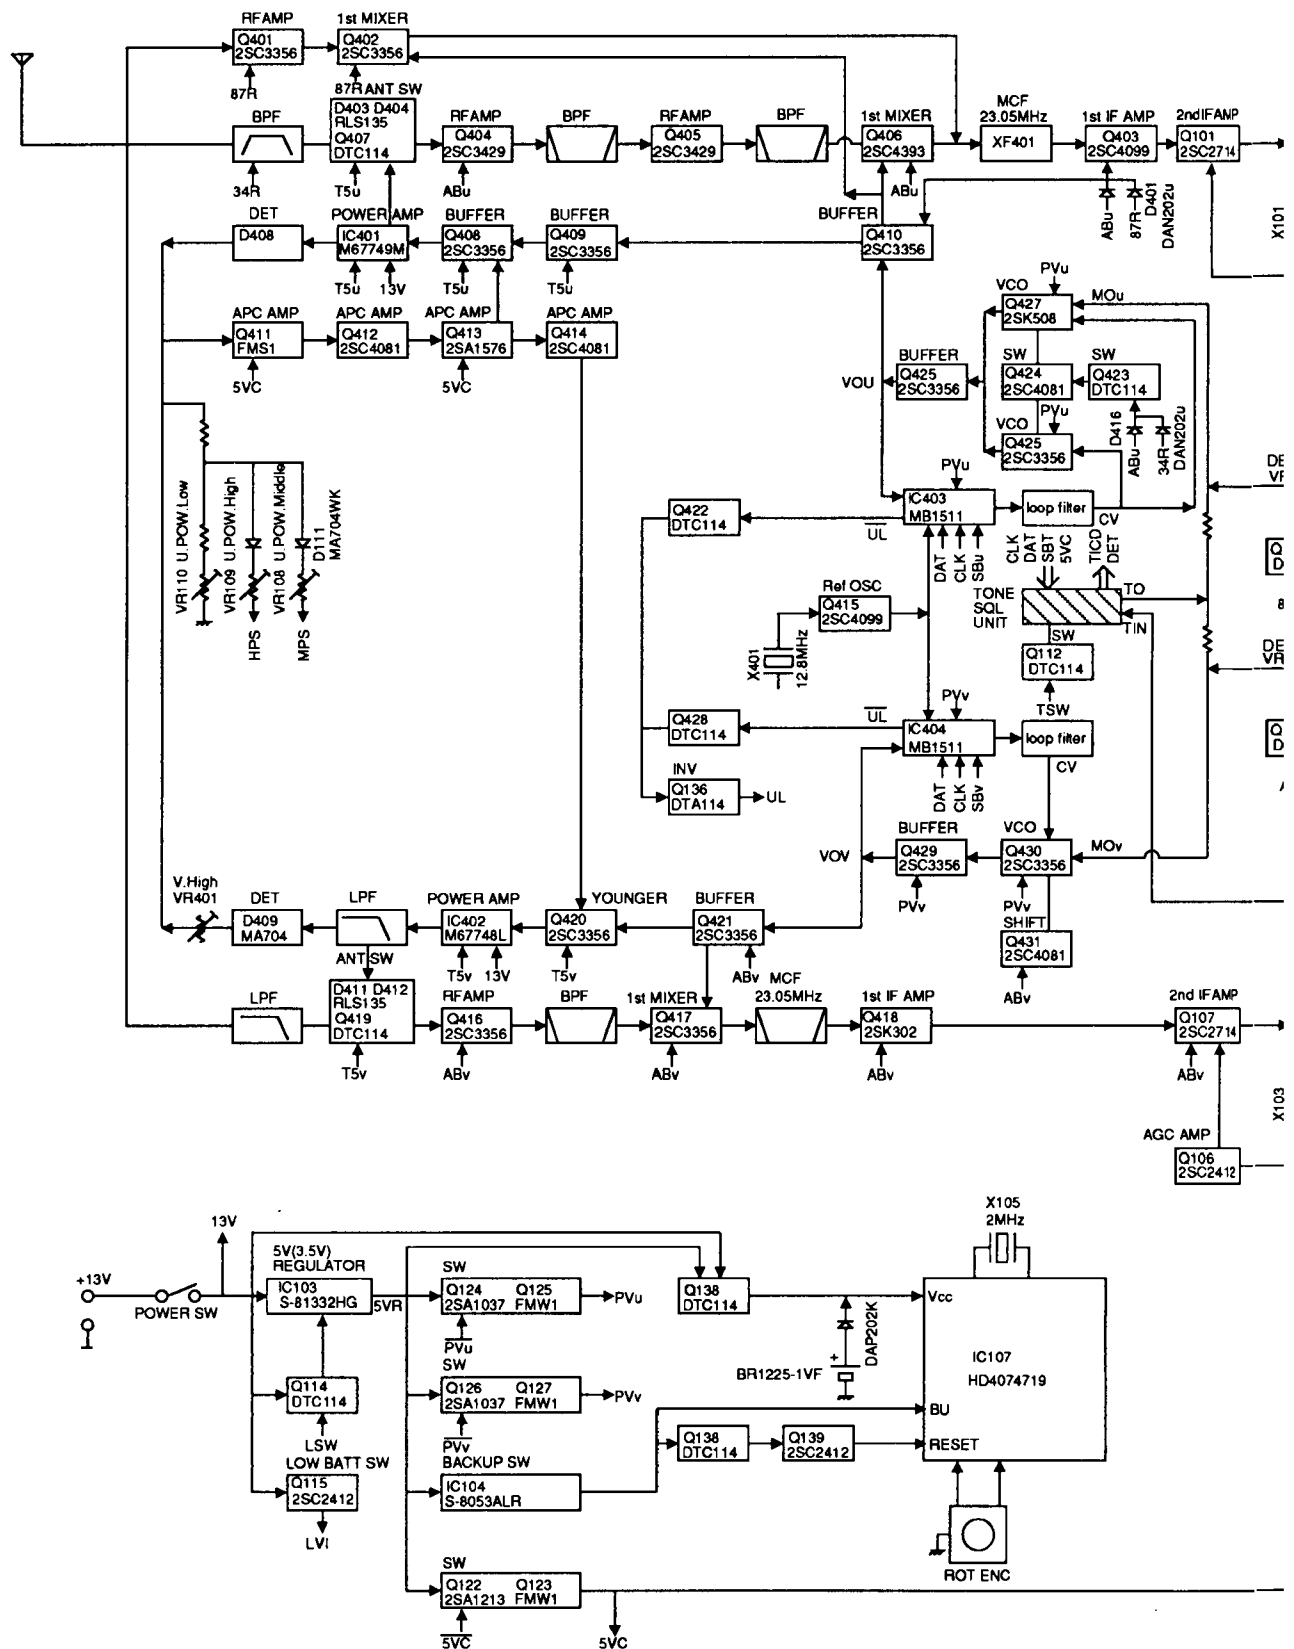 RFAMP
1st MIXER
Q401
2SC3356
Q402
2SC3356
87R
87R ANT SW
BPF
D403 D404
RLS135
Q407
DTC114
RFAMP
Q404
2SC3429
BPF
RFAMP
Q405
2SC3429
BPF
1st MIXER
Q406
2SC4393
MCF
23.05MHz
XF401
1st IF AMP
Q403
2SC4099
2nd IFAMP
Q101
2SC2714
34R
T5u
ABu
ABu
ABu
87R
D401
DAN202u
X101
DET
D408
POWER AMP
IC401
M67749M
BUFFER
Q408
2SC3356
BUFFER
Q409
2SC3356
BUFFER
Q410
2SC3356
T5u
13V
T5u
T5u
APC AMP
Q411
FMS1
APC AMP
Q412
2SC4081
APC AMP
Q413
2SA1576
APC AMP
Q414
2SC4081
5VC
5VC
PVu
VCO
Q427
2SK508
MOu
BUFFER
Q425
2SC3356
VOU
SW
Q424
2SC4081
SW
Q423
DTC114
PVu
VCO
Q425
2SC3356
D416
ABu
34R
DAN202u
VR110 U.POW.Low
VR109 U.POW.High
VR108 U.POW.Middle
D111
MA704WK
HPS
MPS
Q422
DTC114
UL
PVu
IC403
MB1511
loop filter
CV
DAT
CLK
SBu
CLK
DAT
SBT
5VC
TICD
DET
DE
VF
Q
D
8
Ref OSC
Q415
2SC4099
X401
12.8MHz
TONE
SQL
UNIT
TO
TIN
SW
Q112
DTC114
TSW
DE
VR
Q428
DTC114
UL
PVv
IC404
MB1511
loop filter
CV
Q
D
INV
Q136
DTA114
UL
DAT
CLK
SBv
VOV
BUFFER
Q429
2SC3356
VCO
Q430
2SC3356
MOv
PVv
PVv
SHIFT
Q431
2SC4081
ABv
V.High
VR401
DET
D409
MA704
LPF
POWER AMP
IC402
M67748L
YOUNGER
Q420
2SC3356
BUFFER
Q421
2SC3356
ANT SW
T5v
13V
T5v
ABv
LPF
D411 D412
RLS135
Q419
DTC114
RFAMP
Q416
2SC3356
BPF
1st MIXER
Q417
2SC3356
MCF
23.05MHz
1st IF AMP
Q418
2SK302
2nd IFAMP
Q107
2SC2714
T5v
ABv
ABv
ABv
ABv
X103
AGC AMP
Q106
2SC2412
+13V
POWER SW
13V
5V(3.5V)
REGULATOR
IC103
S-81332HG
5VR
SW
Q124 Q125
2SA1037 FMW1
PVu
PVu
Q138
DTC114
X105
2MHz
Vcc
IC107
HD4074719
BU
RESET
DAP202K
BR1225-1VF
+
Q114
DTC114
LSW
SW
Q126 Q127
2SA1037 FMW1
PVv
PVv
LOW BATT SW
Q115
2SC2412
LVI
BACKUP SW
IC104
S-8053ALR
Q138
DTC114
Q139
2SC2412
ROT ENC
SW
Q122 Q123
2SA1213 FMW1
5VC
5VC